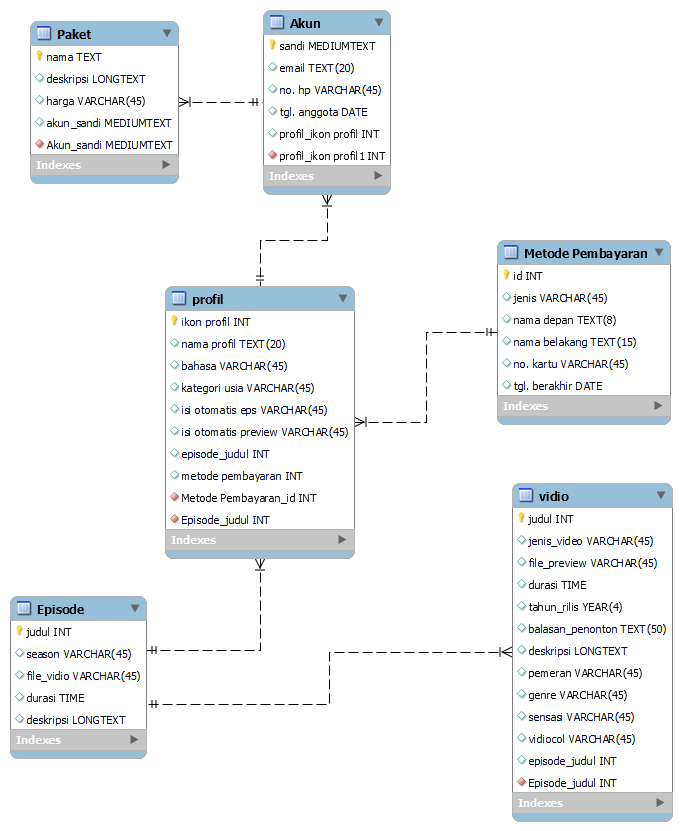 Paket
nama TEXT
deskripsi LONGTEXT
harga VARCHAR(45)
akun_sandi MEDIUMTEXT
Akun_sandi MEDIUMTEXT
Indexes
Akun
sandi MEDIUMTEXT
email TEXT(20)
no. hp VARCHAR(45)
tgl. anggota DATE
profil_ikon profil INT
profil_ikon profil1 INT
Indexes
profil
ikon profil INT
nama profil TEXT(20)
bahasa VARCHAR(45)
kategori usia VARCHAR(45)
isi otomatis eps VARCHAR(45)
isi otomatis preview VARCHAR(45)
episode_judul INT
metode pembayaran INT
Metode Pembayaran_id INT
Episode_judul INT
Indexes
Metode Pembayaran
id INT
jenis VARCHAR(45)
nama depan TEXT(8)
nama belakang TEXT(15)
no. kartu VARCHAR(45)
tgl. berakhir DATE
Indexes
Episode
judul INT
season VARCHAR(45)
file_vidio VARCHAR(45)
durasi TIME
deskripsi LONGTEXT
Indexes
vidio
judul INT
jenis_video VARCHAR(45)
file_preview VARCHAR(45)
durasi TIME
tahun_rilis YEAR(4)
balasan_penonton TEXT(50)
deskripsi LONGTEXT
pemeran VARCHAR(45)
genre VARCHAR(45)
sensasi VARCHAR(45)
vidiocol VARCHAR(45)
episode_judul INT
Episode_judul INT
Indexes